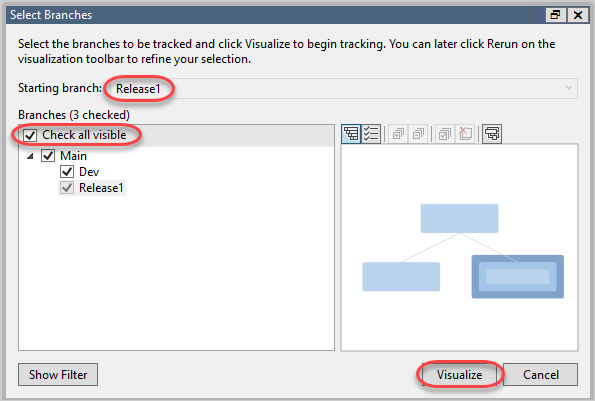 Select Branches
Select the branches to be tracked and click Visualize to begin tracking. You can later click Rerun on the
visualization toolbar to refine your selection.
Starting branch: Release1
Branches (3 checked)
Check all visible
Main
Dev
Release1
Show Filter
Visualize
Cancel